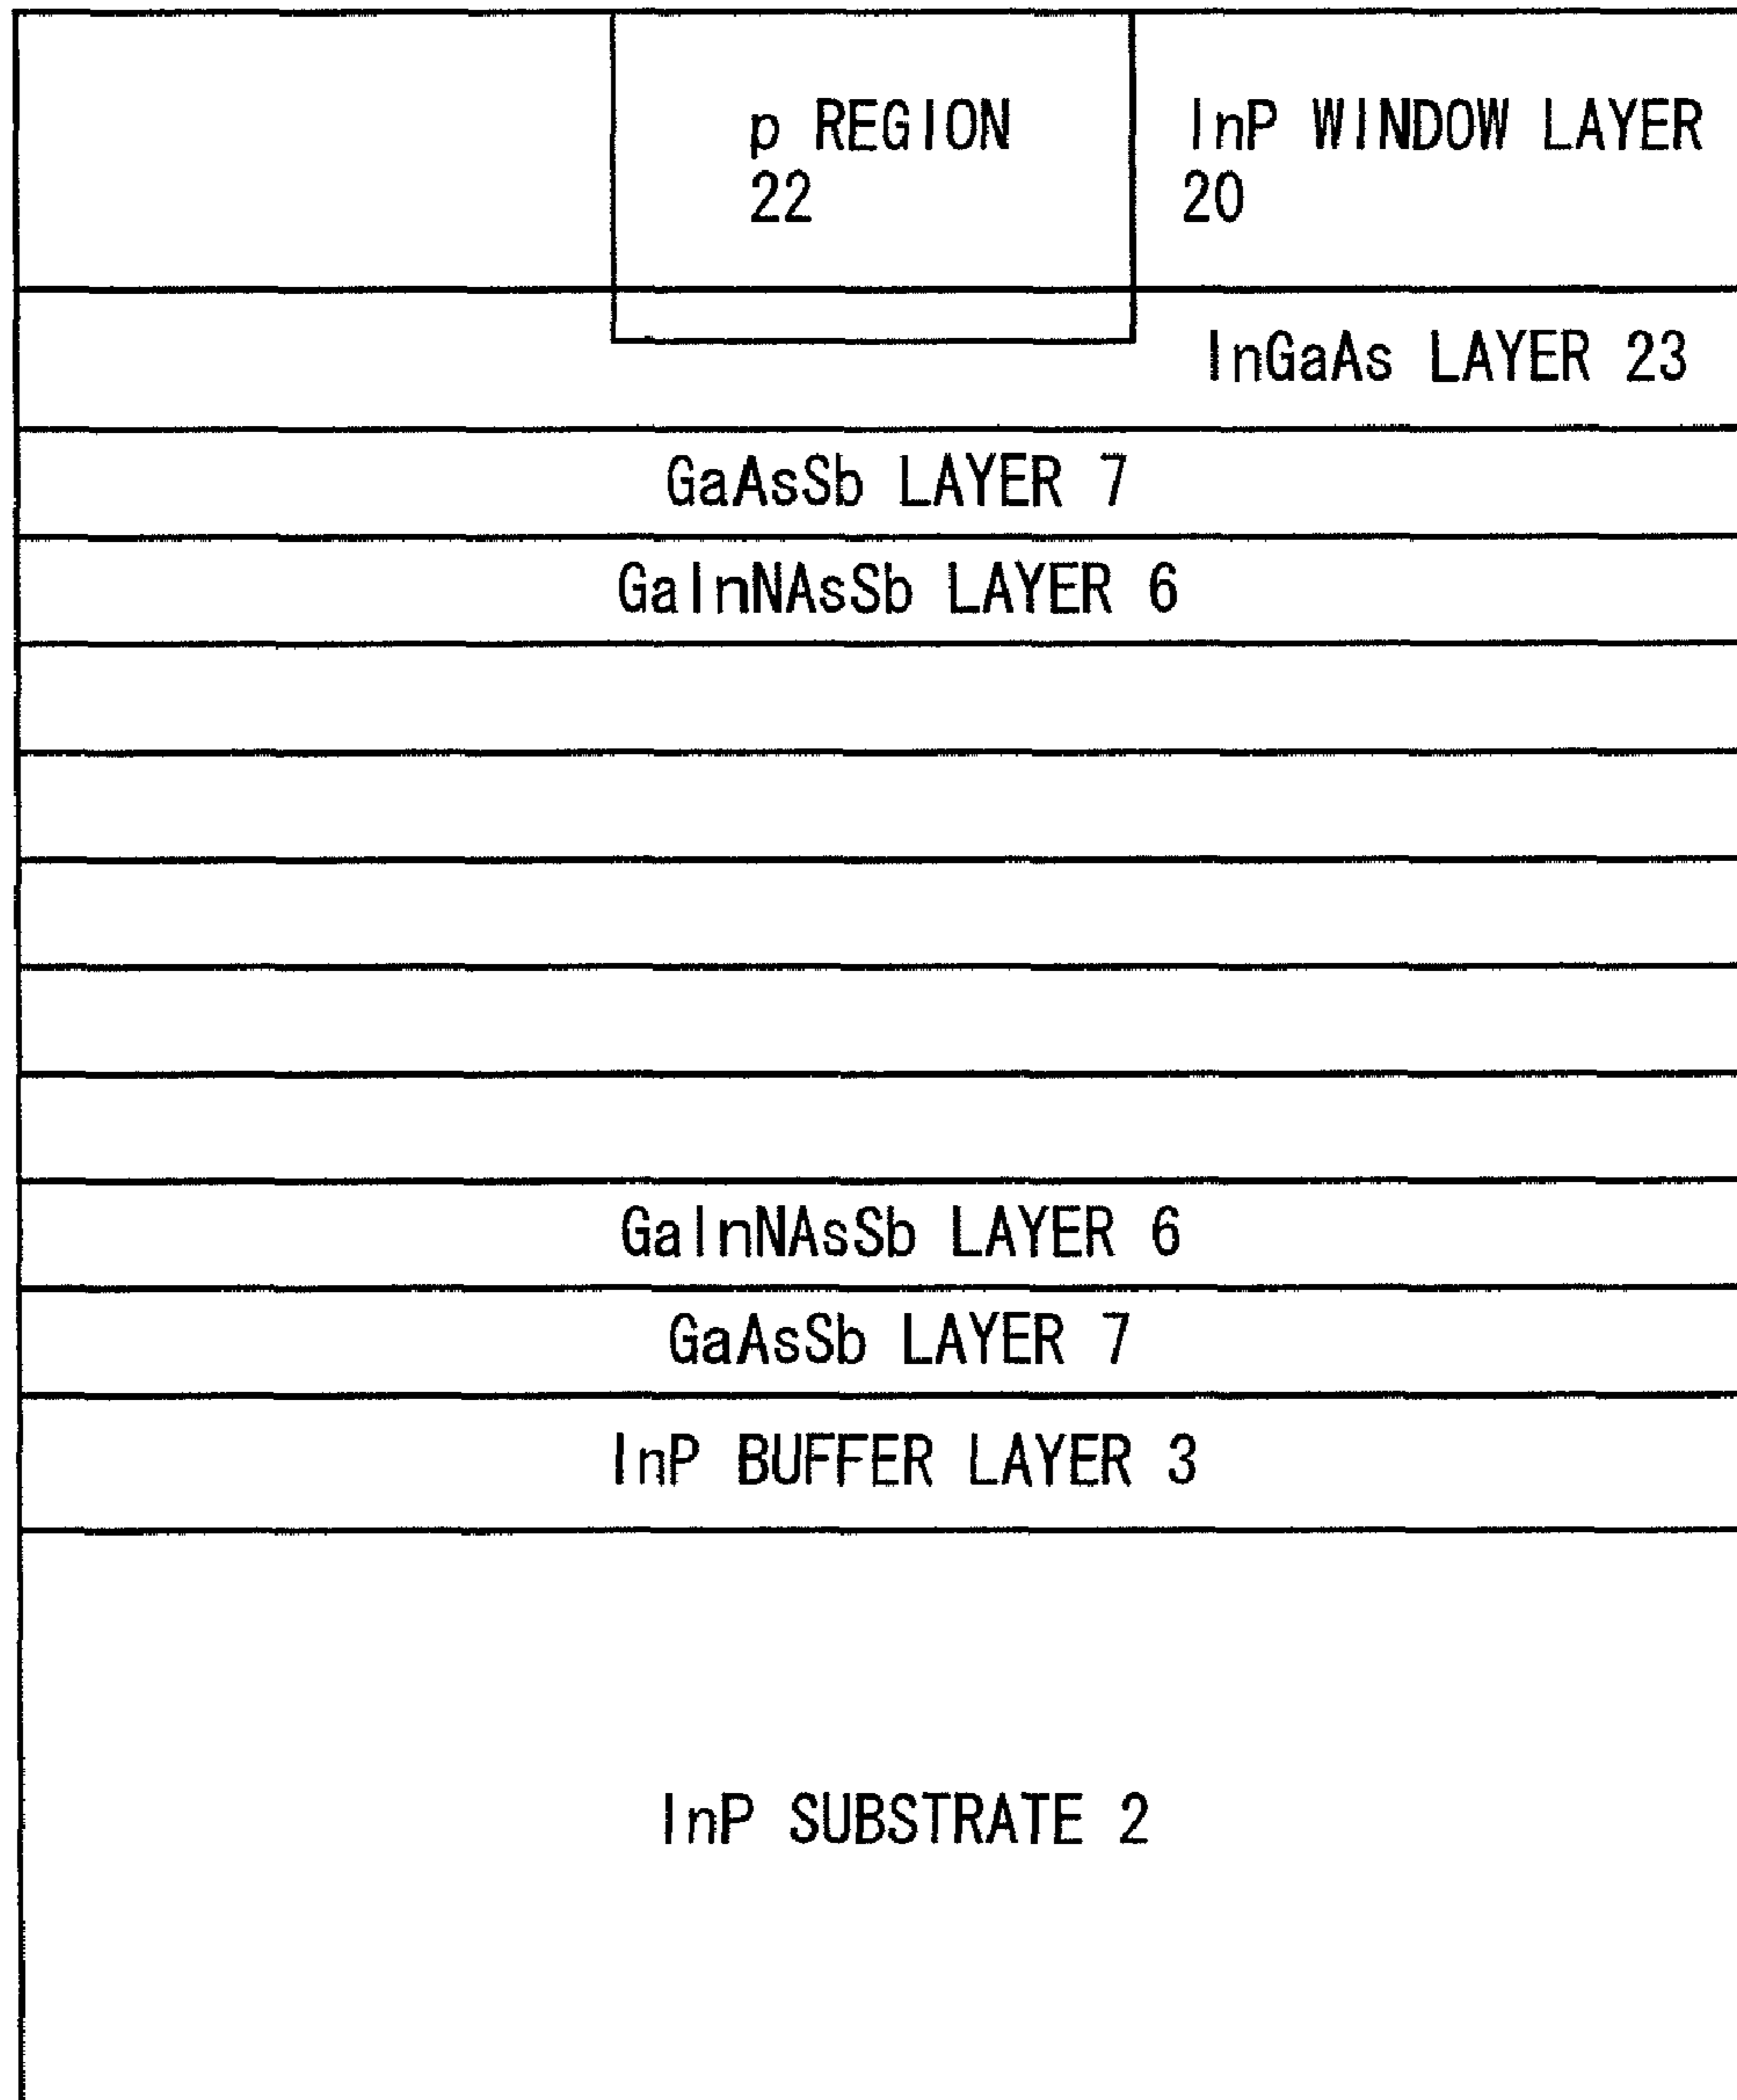 p REGION
22
InP WINDOW LAYER
20
InGaAs LAYER 23
GaAsSb LAYER 7
GaInNAsSb LAYER 6
GaInNAsSb LAYER 6
GaAsSb LAYER 7
InP BUFFER LAYER 3
InP SUBSTRATE 2